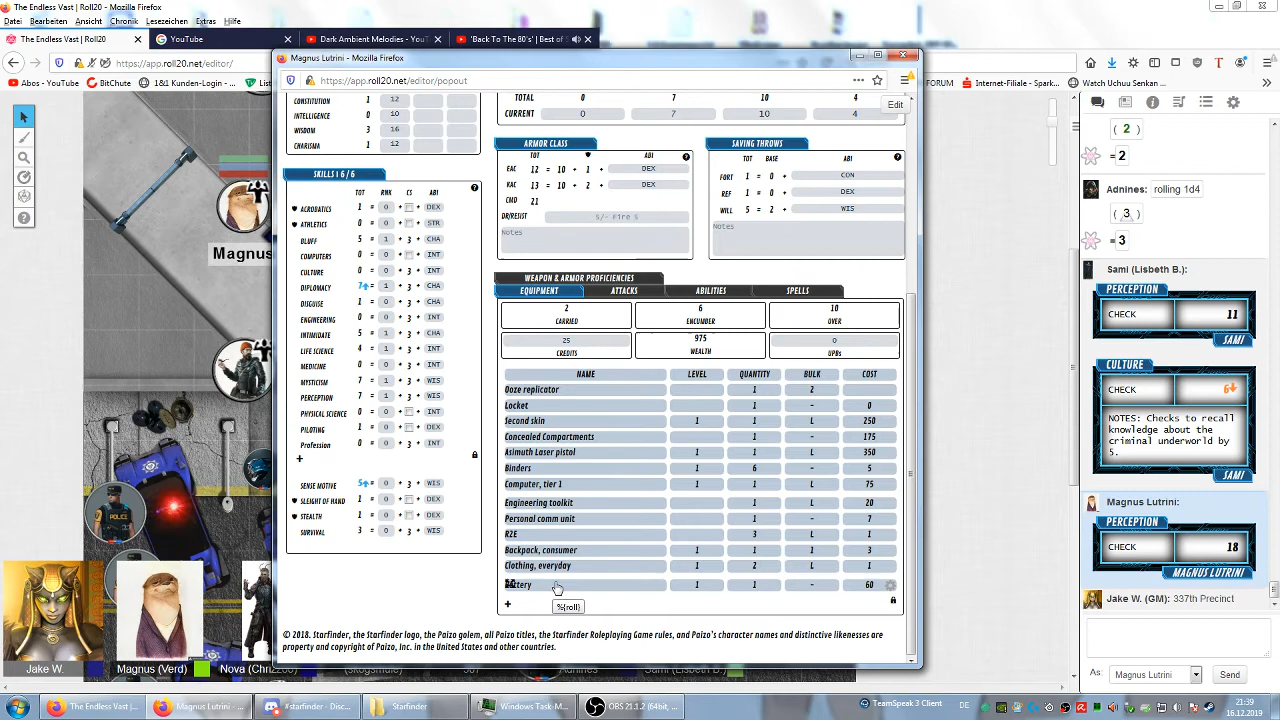 The Endless Vast | Roll20 - Mozilla Firefox
Datei Bearbeiten Ansicht Chronik Lesezeichen Extras Hilfe
The Endless Vast | Roll20
YouTube
Dark Ambient Melodies - YouT
'Back To The 80's' | Best of S
https://app.roll20.net/editor/
Abos - YouTube BitChute 1&1 Kunden-Login - FORUM Internet-Filiale - Spark... Watch Uchuu Senkan...
Magnus Lutrini - Mozilla Firefox
https://app.roll20.net/editor/popout
Edit
CONSTITUTION 1 12
INTELLIGENCE 0 10
WISDOM 3 16
CHARISMA 1 12
TOTAL 0 7 10 4
CURRENT 0 7 10 4
SKILLS | 6 / 6
TOT RNK CS ABI
ACROBATICS 1 = 0 + DEX
ATHLETICS 0 = 0 + STR
BLUFF 5 = 1 + 3 + CHA
COMPUTERS 0 = 0 + INT
CULTURE 0 = 0 + 3 + INT
DIPLOMACY 7 = 1 + 3 + CHA
DISGUISE 1 = 0 + 3 + CHA
ENGINEERING 0 = 0 + INT
INTIMIDATE 5 = 1 + 3 + CHA
LIFE SCIENCE 4 = 1 + 3 + INT
MEDICINE 0 = 0 + INT
MYSTICISM 7 = 1 + 3 + WIS
PERCEPTION 7 = 1 + 3 + WIS
PHYSICAL SCIENCE 0 = 0 + INT
PILOTING 1 = 0 + DEX
Profession 0 = 0 + 3 + INT
+
SENSE MOTIVE 5 = 0 + 3 + WIS
SLEIGHT OF HAND 1 = 0 + DEX
STEALTH 1 = 0 + DEX
SURVIVAL 3 = 0 + 3 + WIS
ARMOR CLASS
TOT ABI
EAC 12 = 10 + 1 + DEX
KAC 13 = 10 + 2 + DEX
CMD 21
DR/RESIST 5/- Fire 5
Notes
SAVING THROWS
TOT BASE ABI
FORT 1 = 0 + CON
REF 1 = 0 + DEX
WILL 5 = 2 + WIS
Notes
WEAPON & ARMOR PROFICIENCIES
EQUIPMENT ATTACKS ABILITIES SPELLS
2 6 10
CARRIED ENCUMBER OVER
25 975 0
CREDITS WEALTH UPBs
NAME LEVEL QUANTITY BULK COST
Ooze replicator 1 2
Locket 1 - 0
Second skin 1 1 L 250
Concealed Compartments 1 - 175
Asimuth Laser pistol 1 1 L 350
Binders 1 6 - 5
Computer, tier 1 1 1 L 75
Engineering toolkit 1 L 20
Personal comm unit 1 - 7
R2E 3 L 1
Backpack, consumer 1 1 1 3
Clothing, everyday 1 2 L 1
Battery 1 1 - 60
%{roll}
+
© 2018. Starfinder, the Starfinder logo, the Paizo golem, all Paizo titles, the Starfinder Roleplaying Game rules, and Paizo's character names and distinctive likenesses are
property and copyright of Paizo, Inc. in the United States and other countries.
Magnus
POLICE
Jake W. Magnus (Verd)
( 2 )
= 2
Adnines: rolling 1d4
( 3 )
= 3
Sami (Lisbeth B.):
PERCEPTION
CHECK 11
SAMI
CULTURE
CHECK 6
NOTES: Checks to recall
knowledge about the
criminal underworld by
5.
SAMI
Magnus Lutrini:
PERCEPTION
CHECK 18
MAGNUS LUTRINI
Jake W. (GM): 337th Precinct
As: Magnus Lutrini Send
The Endless Vast | ... Magnus Lutrini - Mo... #starfinder - Disc... Starfinder Windows Task-M... OBS 21.1.2 (64bit, ... TeamSpeak 3 Client DE
21:39
16.12.2019